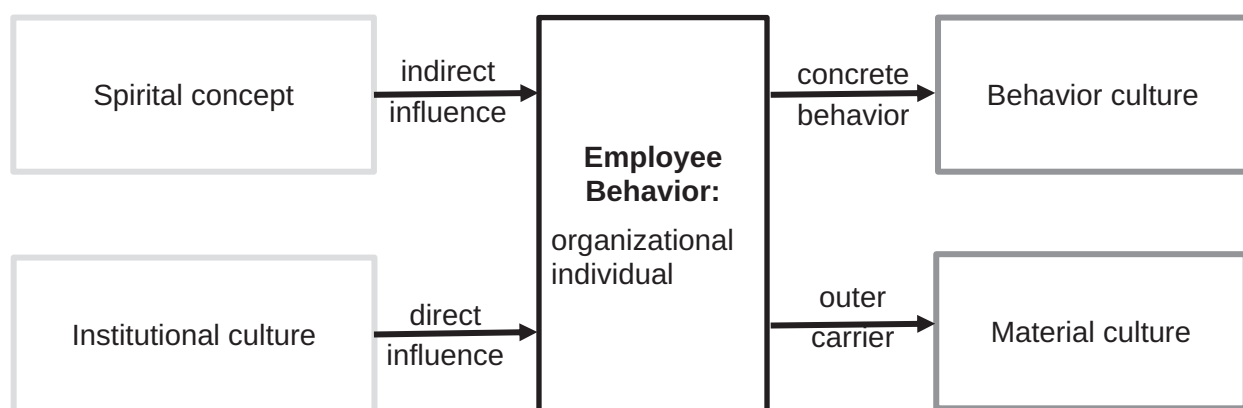 Spirital concept
indirect
influence
Employee
Behavior:
organizational
individual
concrete
behavior
Behavior culture
Institutional culture
direct
influence
outer
carrier
Material culture